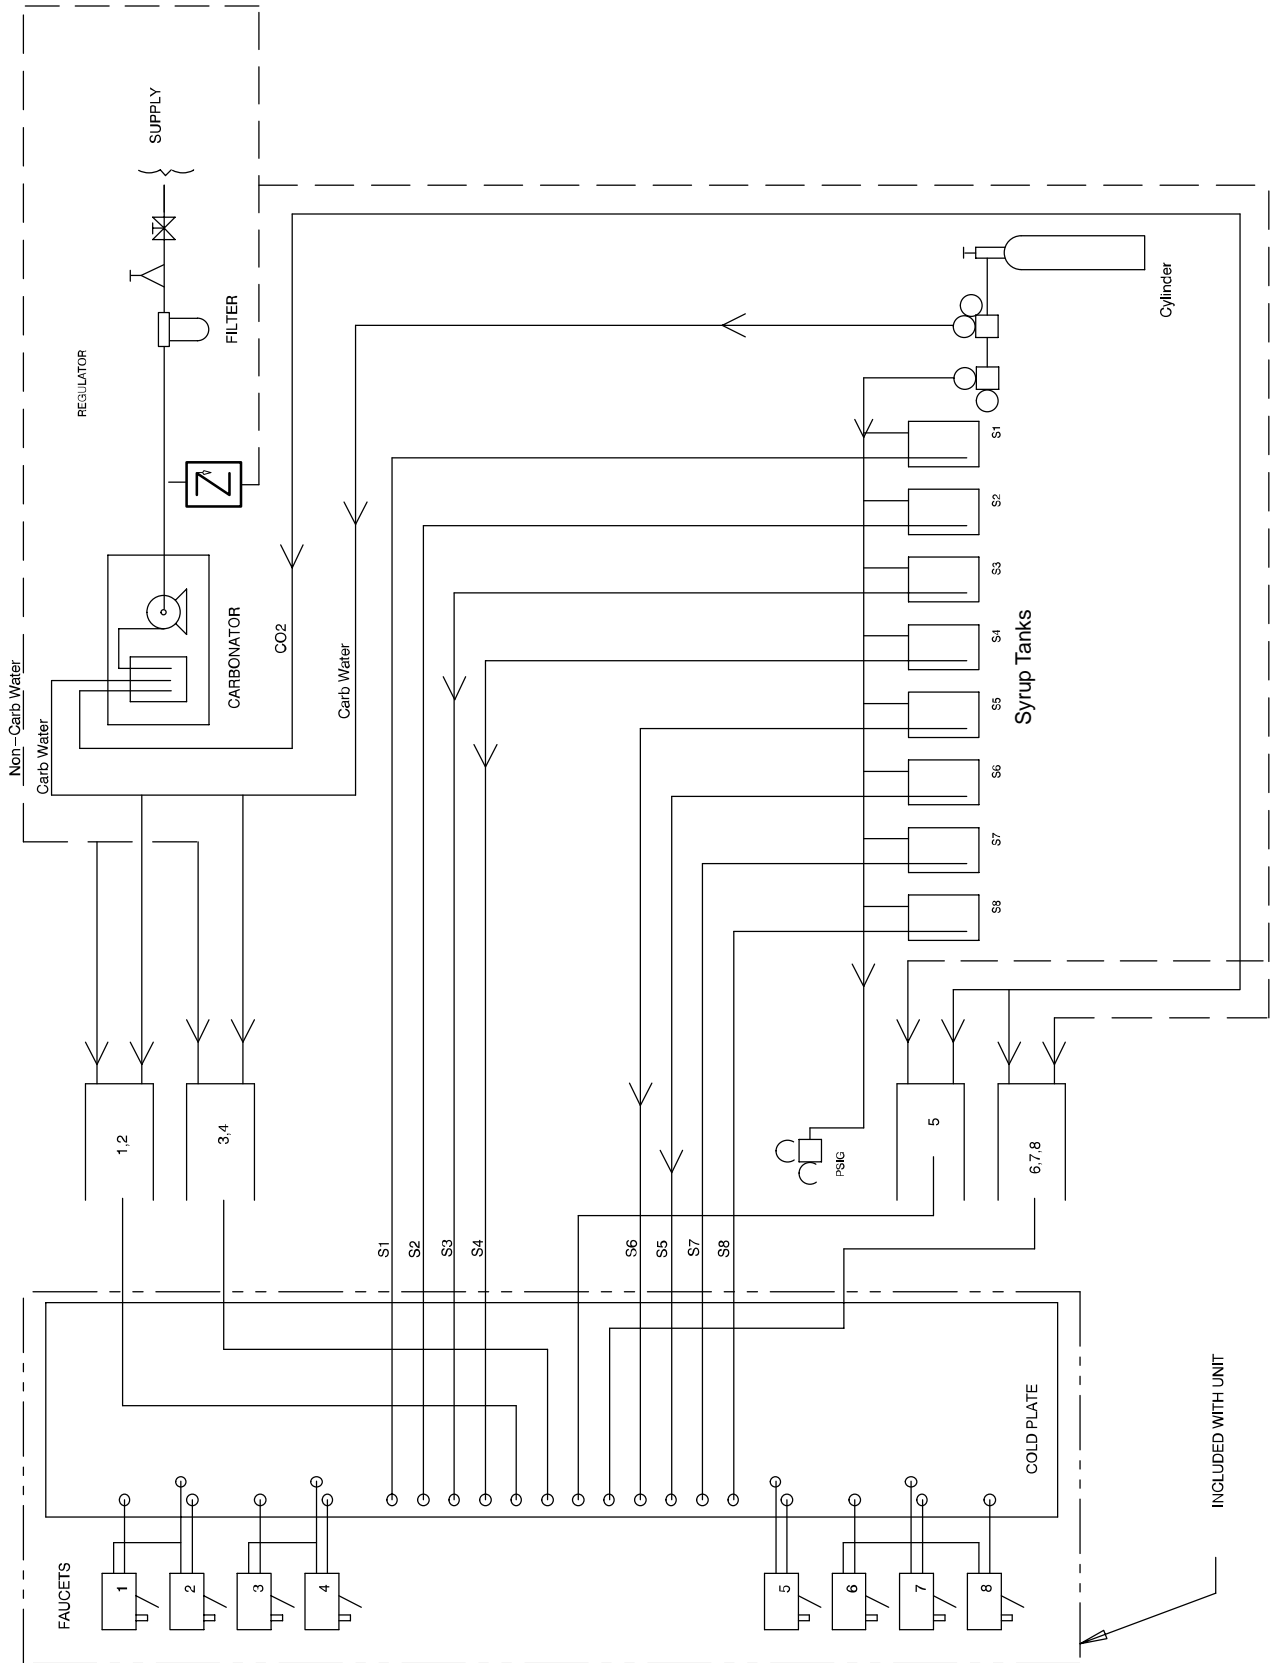 SUPPLY
REGULATOR
FILTER
Non-Carb Water
Carb Water
CARBONATOR
CO2
Carb Water
Cylinder
S1
S2
S3
S4
S5
S6
S7
S8
Syrup Tanks
1,2
3,4
5
6,7,8
PSIG
S1
S2
S3
S4
S6
S5
S7
S8
COLD PLATE
FAUCETS
1
2
3
4
5
6
7
8
INCLUDED WITH UNIT